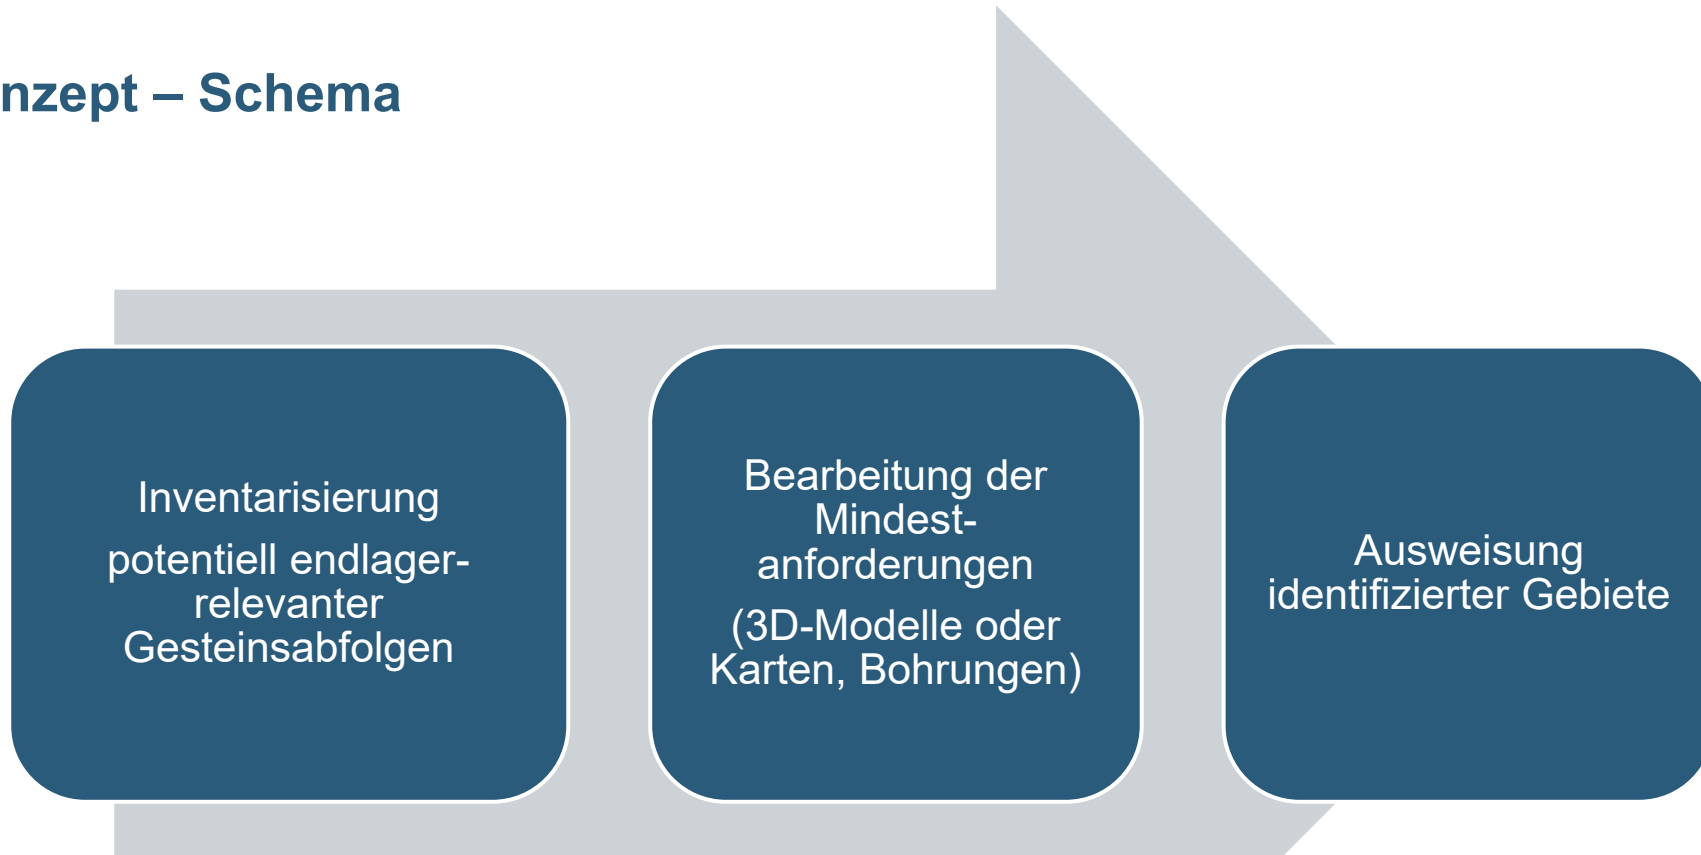 nzept – Schema
Inventarisierung
potentiell endlager-
relevanter
Gesteinsabfolgen
Bearbeitung der
Mindest-
anforderungen
(3D-Modelle oder
Karten, Bohrungen)
Ausweisung
identifizierter Gebiete